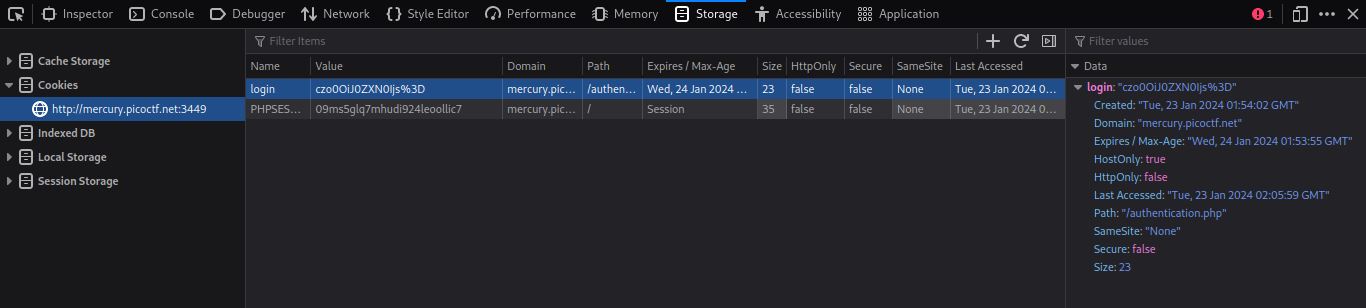 Inspector Console Debugger Network Style Editor Performance Memory Storage Accessibility Application 1
Filter Items
Filter values
Cache Storage
Cookies
http://mercury.picoctf.net:3449
Indexed DB
Local Storage
Session Storage
Name Value Domain Path Expires / Max-Age Size HttpOnly Secure SameSite Last Accessed
login czo0OiJ0ZXN0Ijs%3D mercury.pic... /authen... Wed, 24 Jan 2024 ... 23 false false None Tue, 23 Jan 2024 0...
PHPSES... 09ms5glq7mhudi924leoollic7 mercury.pic... / Session 35 false false None Tue, 23 Jan 2024 0...
Data
login: "czo0OiJ0ZXN0Ijs%3D"
Created: "Tue, 23 Jan 2024 01:54:02 GMT"
Domain: "mercury.picoctf.net"
Expires / Max-Age: "Wed, 24 Jan 2024 01:53:55 GMT"
HostOnly: true
HttpOnly: false
Last Accessed: "Tue, 23 Jan 2024 02:05:59 GMT"
Path: "/authentication.php"
SameSite: "None"
Secure: false
Size: 23